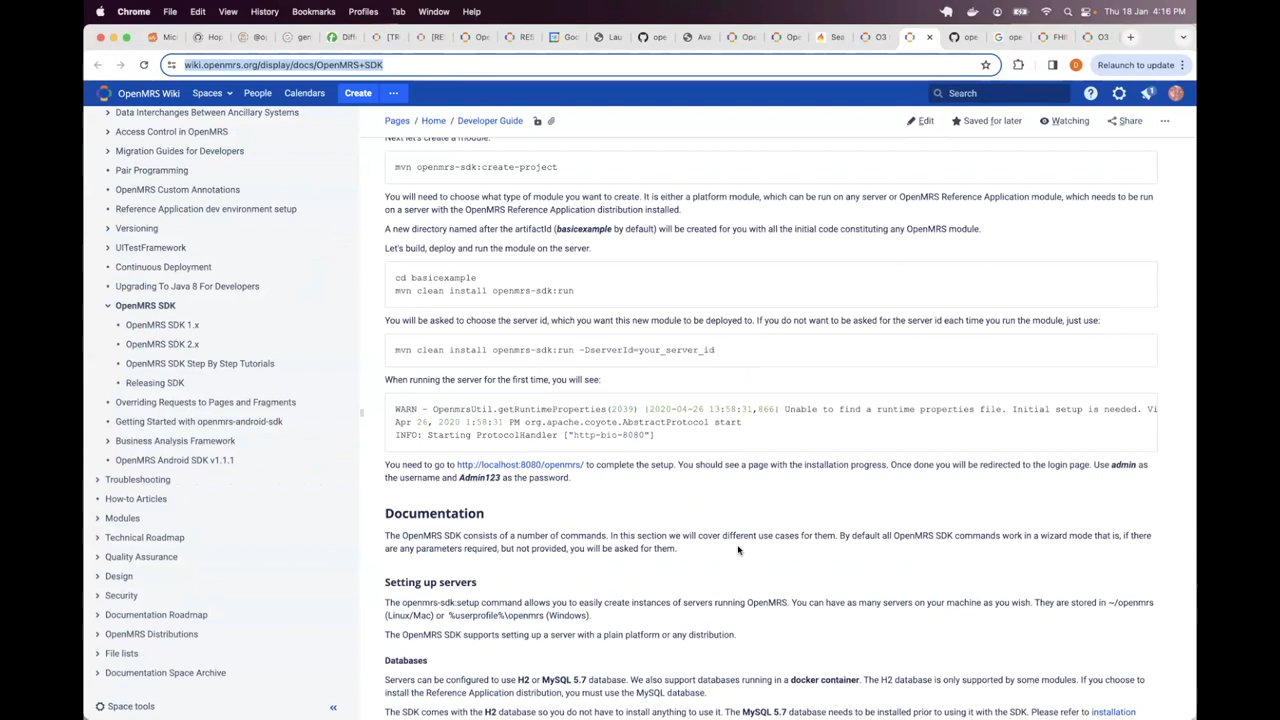 Chrome File Edit View History Bookmarks Profiles Tab Window Help Thu 18 Jan 4:16 PM
Mic Hop @o gen Diffe [TR [RE Ope RES Goo Lau ope Ava Ope Ope Sea O3 ope ope FHI O3
wiki.openmrs.org/display/docs/OpenMRS+SDK D Relaunch to update
OpenMRS Wiki Spaces People Calendars Create Search
Data Interchanges Between Ancillary Systems
Access Control in OpenMRS
Migration Guides for Developers
Pair Programming
OpenMRS Custom Annotations
Reference Application dev environment setup
Versioning
UITestFramework
Continuous Deployment
Upgrading To Java 8 For Developers
OpenMRS SDK
OpenMRS SDK 1.x
OpenMRS SDK 2.x
OpenMRS SDK Step By Step Tutorials
Releasing SDK
Overriding Requests to Pages and Fragments
Getting Started with openmrs-android-sdk
Business Analysis Framework
OpenMRS Android SDK v1.1.1
Troubleshooting
How-to Articles
Modules
Technical Roadmap
Quality Assurance
Design
Security
Documentation Roadmap
OpenMRS Distributions
File lists
Documentation Space Archive
Space tools
Pages / Home / Developer Guide Edit Saved for later Watching Share
Next let's create a module.
mvn openmrs-sdk:create-project
You will need to choose what type of module you want to create. It is either a platform module, which can be run on any server or OpenMRS Reference Application module, which needs to be run
on a server with the OpenMRS Reference Application distribution installed.
A new directory named after the artifactId (basicexample by default) will be created for you with all the initial code constituting any OpenMRS module.
Let's build, deploy and run the module on the server.
cd basicexample
mvn clean install openmrs-sdk:run
You will be asked to choose the server id, which you want this new module to be deployed to. If you do not want to be asked for the server id each time you run the module, just use:
mvn clean install openmrs-sdk:run -DserverId=your_server_id
When running the server for the first time, you will see:
WARN - OpenmrsUtil.getRuntimeProperties(2039) |2020-04-26 13:58:31,866| Unable to find a runtime properties file. Initial setup is needed. Vi
Apr 26, 2020 1:58:31 PM org.apache.coyote.AbstractProtocol start
INFO: Starting ProtocolHandler ["http-bio-8080"]
You need to go to http://localhost:8080/openmrs/ to complete the setup. You should see a page with the installation progress. Once done you will be redirected to the login page. Use admin as
the username and Admin123 as the password.
Documentation
The OpenMRS SDK consists of a number of commands. In this section we will cover different use cases for them. By default all OpenMRS SDK commands work in a wizard mode that is, if there
are any parameters required, but not provided, you will be asked for them.
Setting up servers
The openmrs-sdk:setup command allows you to easily create instances of servers running OpenMRS. You can have as many servers on your machine as you wish. They are stored in ~/openmrs
(Linux/Mac) or %userprofile%\openmrs (Windows).
The OpenMRS SDK supports setting up a server with a plain platform or any distribution.
Databases
Servers can be configured to use H2 or MySQL 5.7 database. We also support databases running in a docker container. The H2 database is only supported by some modules. If you choose to
install the Reference Application distribution, you must use the MySQL database.
The SDK comes with the H2 database so you do not have to install anything to use it. The MySQL 5.7 database needs to be installed prior to using it with the SDK. Please refer to installation